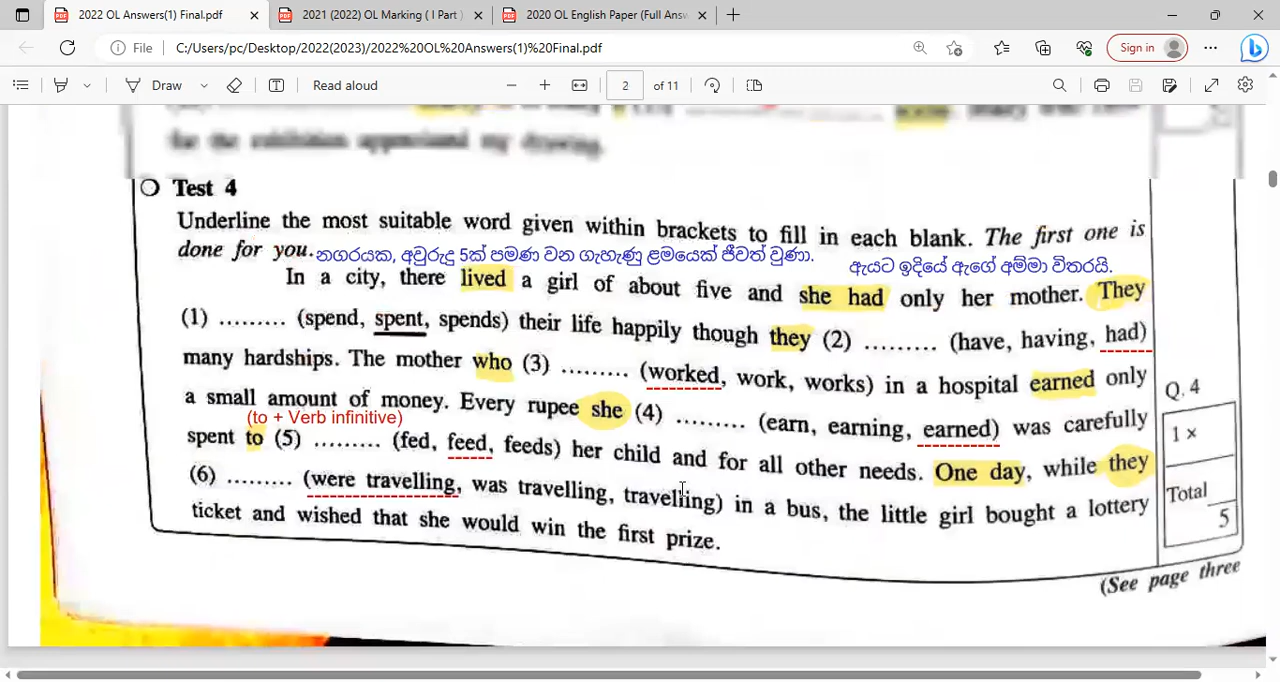 2022 OL Answers(1) Final.pdf
2021 (2022) OL Marking ( I Part )
2020 OL English Paper (Full Answ
File C:/Users/pc/Desktop/2022(2023)/2022%20OL%20Answers(1)%20Final.pdf Sign in
Draw Read aloud 2 of 11
for the exhibition appreciated my drawing.
Test 4
Underline the most suitable word given within brackets to fill in each blank. The first one is
done for you. නගරයක, අවුරුදු 5ක් පමණ වන ගැහැණු ළමයෙක් ජීවත් වුණා. ඇයට ඉදියේ ඇගේ අම්මා විතරයි.
In a city, there lived a girl of about five and she had only her mother. They
(1) ......... (spend, spent, spends) their life happily though they (2) ......... (have, having, had)
many hardships. The mother who (3) ......... (worked, work, works) in a hospital earned only
a small amount of money. Every rupee she (4) ......... (earn, earning, earned) was carefully
(to + Verb infinitive)
spent to (5) ......... (fed, feed, feeds) her child and for all other needs. One day, while they
(6) ......... (were travelling, was travelling, travelling) in a bus, the little girl bought a lottery
ticket and wished that she would win the first prize.
Q. 4
1 x
Total
5
(See page three